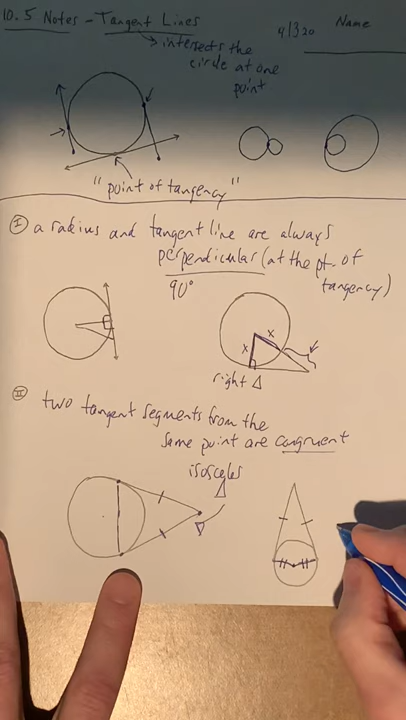 10.5 Notes - Tangent Lines
9/3/20
Name
intersects the
circle at one
point
"point of tangency"
I a radius and tangent line are always
perpendicular (at the pt. of
tangency)
90°
x
x
right △
II two tangent segments from the
same point are congruent
isosceles
△